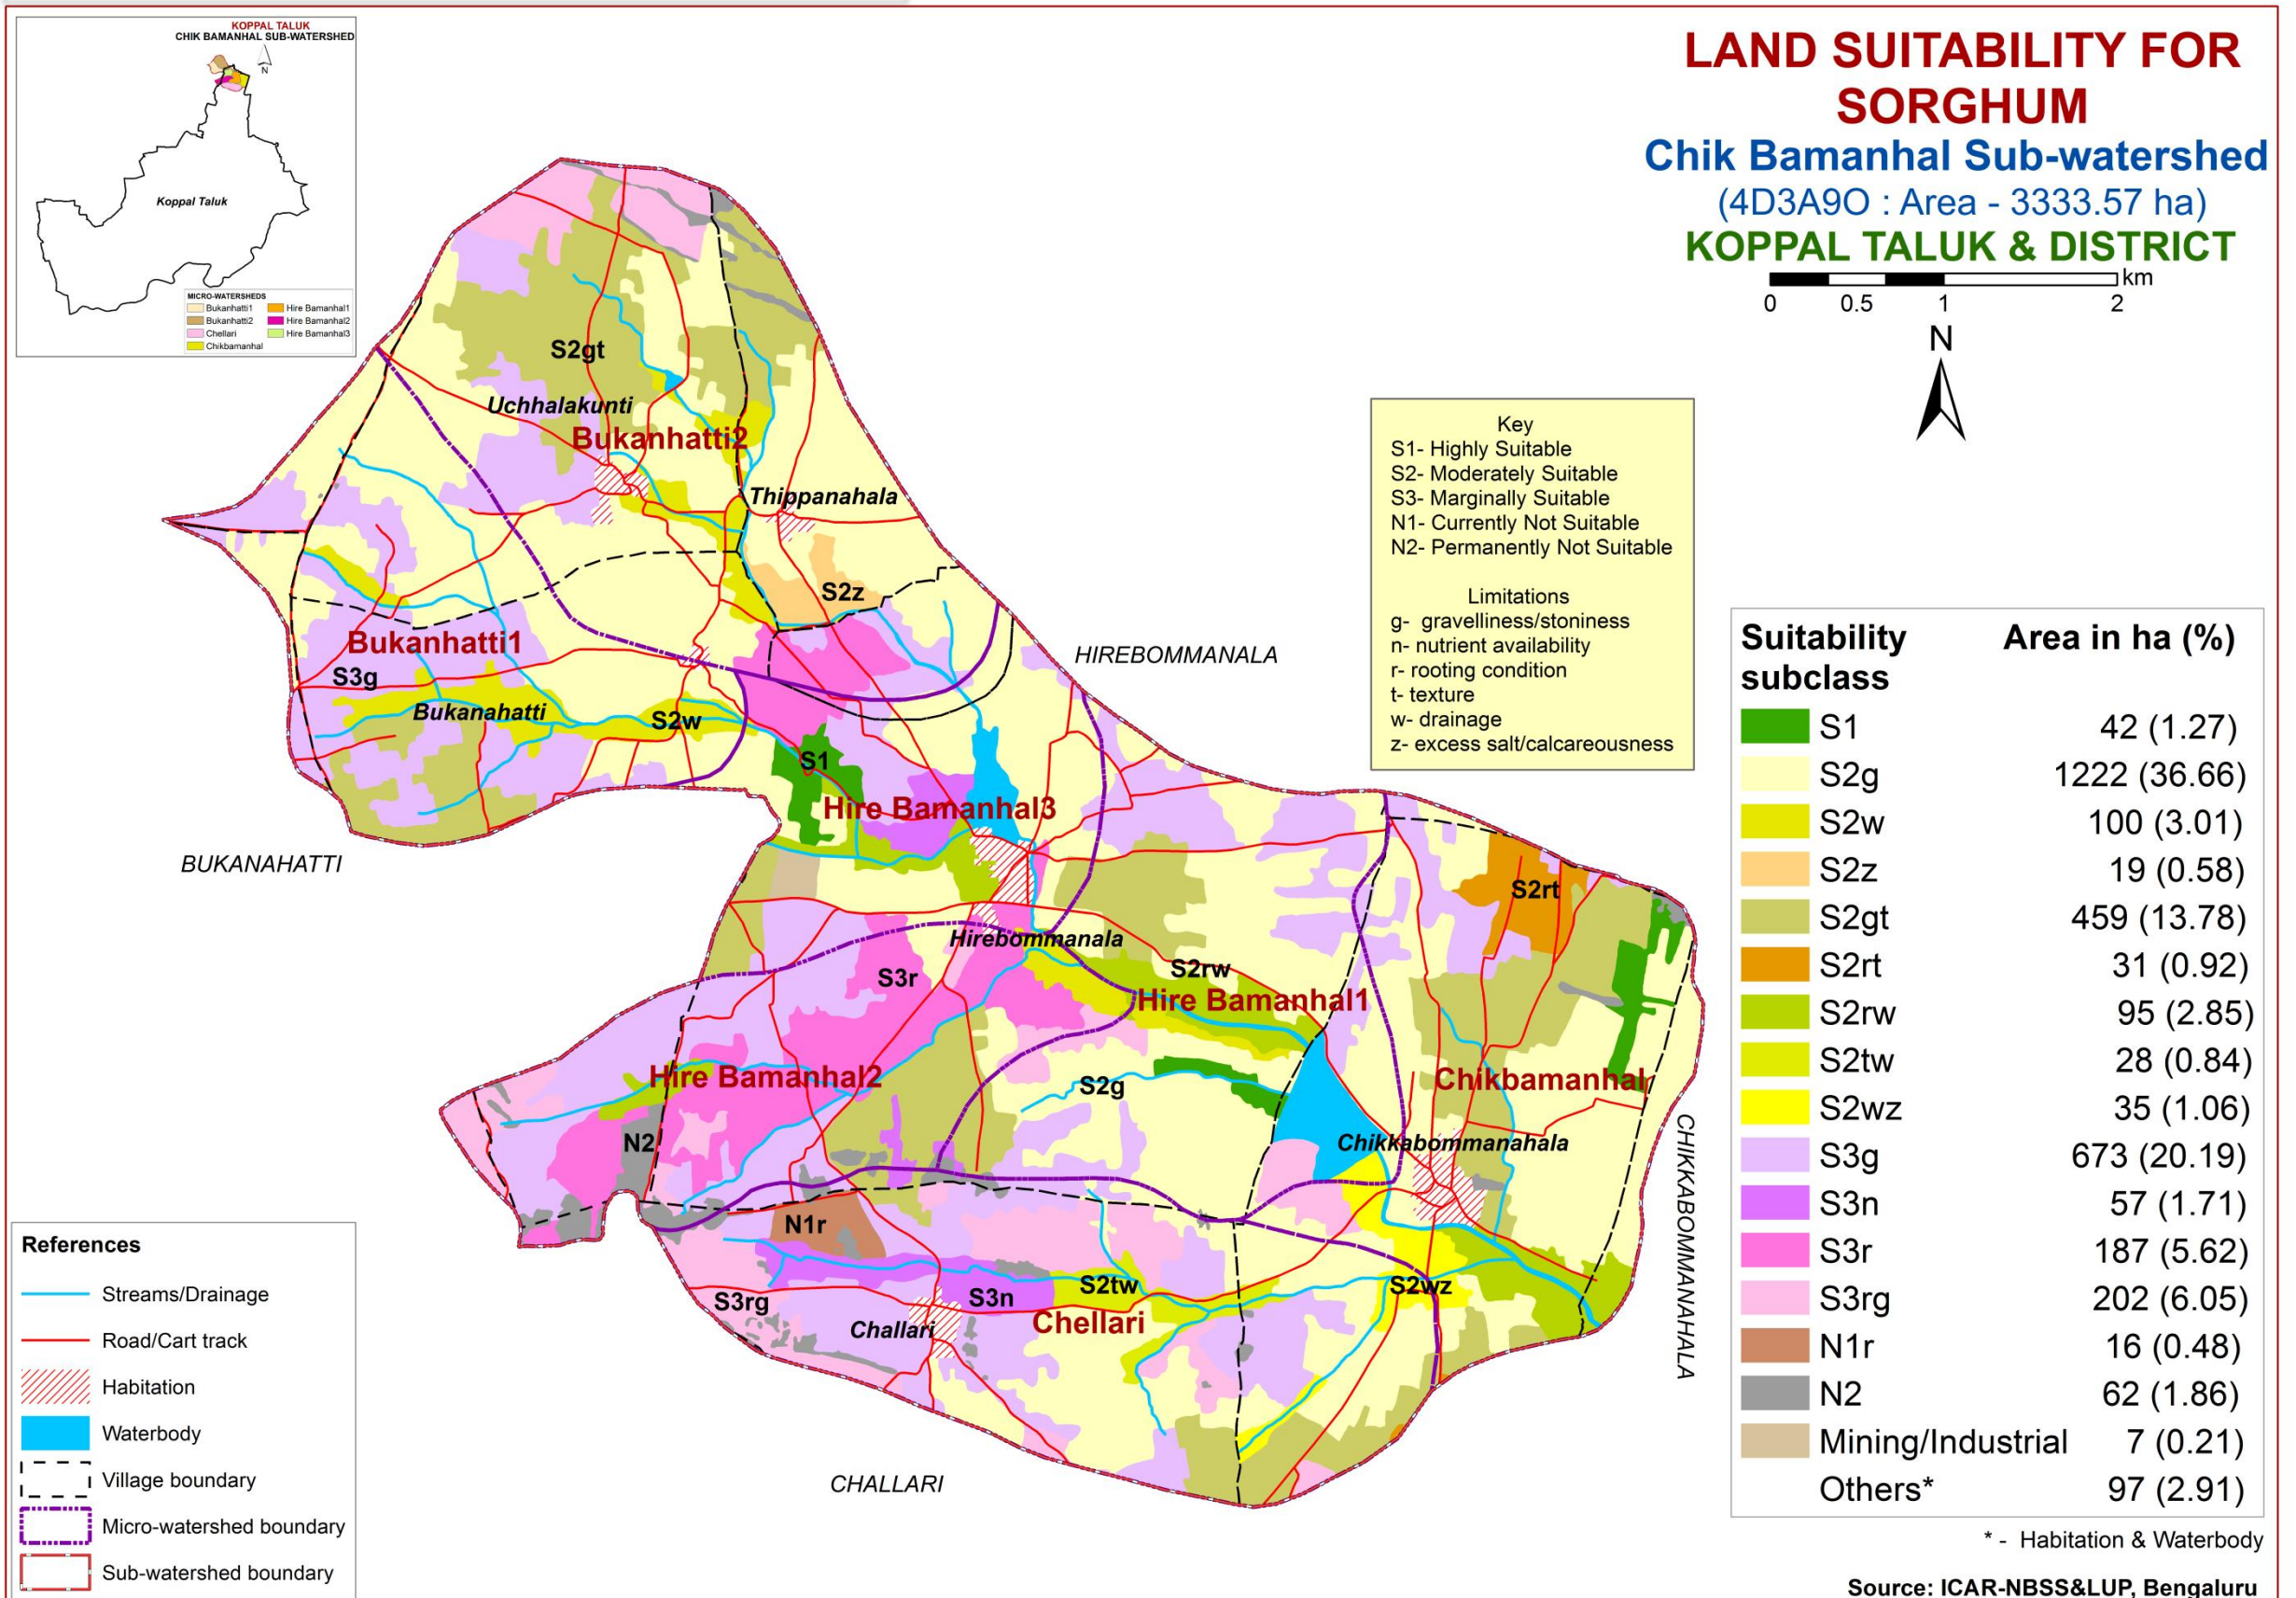 KOPPAL TALUK
CHIK BAMANHAL SUB-WATERSHED
N
Koppal Taluk
MICRO-WATERSHEDS
Bukanhatti1
Hire Bamanhal1
Bukanhatti2
Hire Bamanhal2
Chellari
Hire Bamanhal3
Chikbamanhal
LAND SUITABILITY FOR
SORGHUM
Chik Bamanhal Sub-watershed
(4D3A9O : Area - 3333.57 ha)
KOPPAL TALUK & DISTRICT
km
0 0.5 1 2
N
Key
S1- Highly Suitable
S2- Moderately Suitable
S3- Marginally Suitable
N1- Currently Not Suitable
N2- Permanently Not Suitable
Limitations
g- gravelliness/stoniness
n- nutrient availability
r- rooting condition
t- texture
w- drainage
z- excess salt/calcareousness
S2gt
Uchhalakunti
Bukanhatti2
Thippanahala
S2z
Bukanhatti1
S3g
Bukanahatti
S2w
HIREBOMMANALA
S1
Hire Bamanhal3
BUKANAHATTI
S2rt
Hirebommanala
S3r
S2rw
Hire Bamanhal1
Hire Bamanhal2
S2g
Chikbamanhal
N2
Chikkabommanahala
CHIKKABOMMANAHALA
N1r
S2tw
S2wz
S3rg
S3n
Challari
Chellari
CHALLARI
Suitability Area in ha (%)
subclass
S1 42 (1.27)
S2g 1222 (36.66)
S2w 100 (3.01)
S2z 19 (0.58)
S2gt 459 (13.78)
S2rt 31 (0.92)
S2rw 95 (2.85)
S2tw 28 (0.84)
S2wz 35 (1.06)
S3g 673 (20.19)
S3n 57 (1.71)
S3r 187 (5.62)
S3rg 202 (6.05)
N1r 16 (0.48)
N2 62 (1.86)
Mining/Industrial 7 (0.21)
Others* 97 (2.91)
* - Habitation & Waterbody
Source: ICAR-NBSS&LUP, Bengaluru
References
Streams/Drainage
Road/Cart track
Habitation
Waterbody
Village boundary
Micro-watershed boundary
Sub-watershed boundary